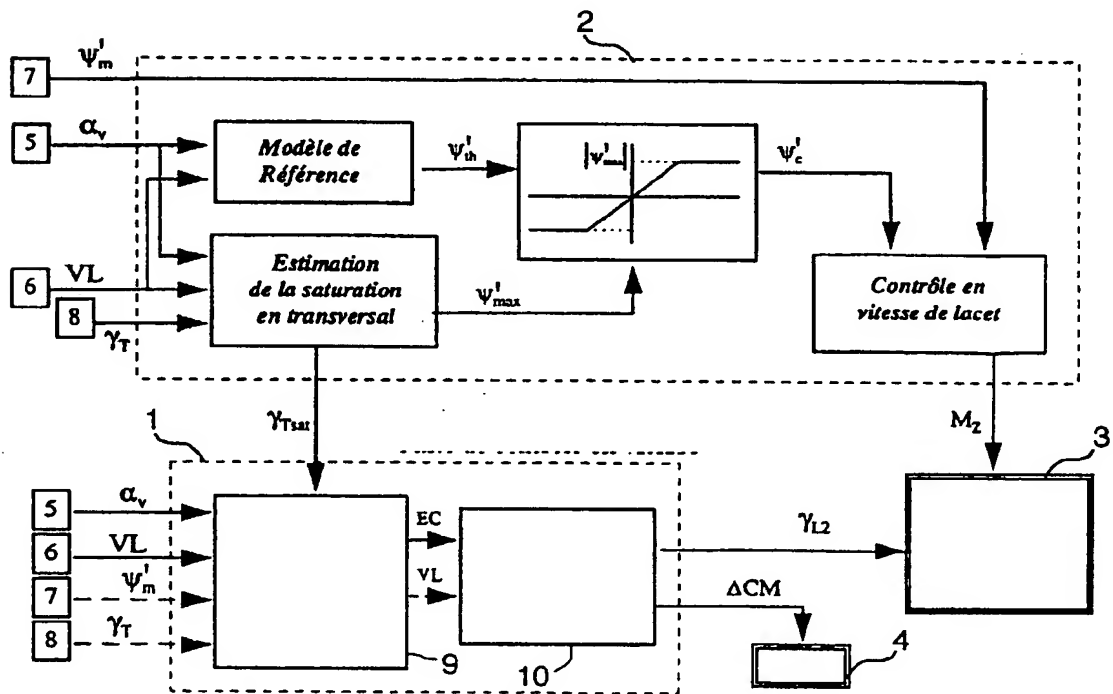 2
7
ψ'm
5
αv
Modèle de
Référence
ψ'th
|ψ'max|
ψ'c
6
VL
8
γT
Estimation
de la saturation
en transversal
ψ'max
Contrôle en
vitesse de lacet
γTsat
MZ
1
3
5
αv
6
VL
7
ψ'm
8
γT
EC
VL
γL2
ΔCM
9
10
4